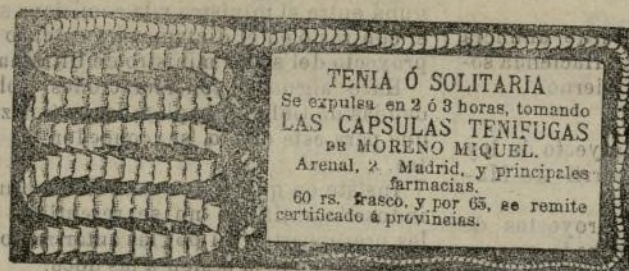 TENIA Ó SOLITARIA
Se expulsa en 2 ó 3 horas, tomando
LAS CAPSULAS TENIFUGAS
DE MORENO MIQUEL.
Arenal, 2. Madrid, y principales
farmacias.
60 rs. frasco, y por 65, se remite
certificado á provincias.